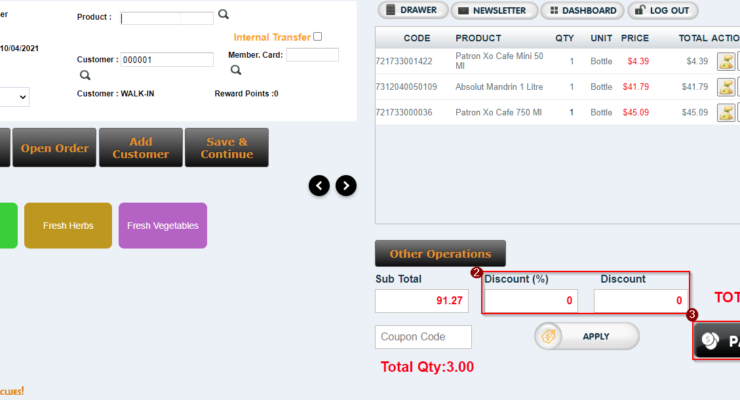 er
Product :
Internal Transfer
10/04/2021
Customer : 000001
Member. Card:
Customer : WALK-IN
Reward Points :0
Open Order
Add Customer
Save & Continue
Fresh Herbs
Fresh Vegetables
CLUES!
DRAWER
NEWSLETTER
DASHBOARD
LOG OUT
CODE PRODUCT QTY UNIT PRICE TOTAL ACTIO
721733001422 Patron Xo Cafe Mini 50 Ml 1 Bottle $4.39 $4.39
7312040050109 Absolut Mandrin 1 Litre 1 Bottle $41.79 $41.79
721733000036 Patron Xo Cafe 750 Ml 1 Bottle $45.09 $45.09
Other Operations
2
Sub Total Discount (%) Discount
91.27 0 0
TOT
3
Coupon Code
APPLY
PA
Total Qty:3.00